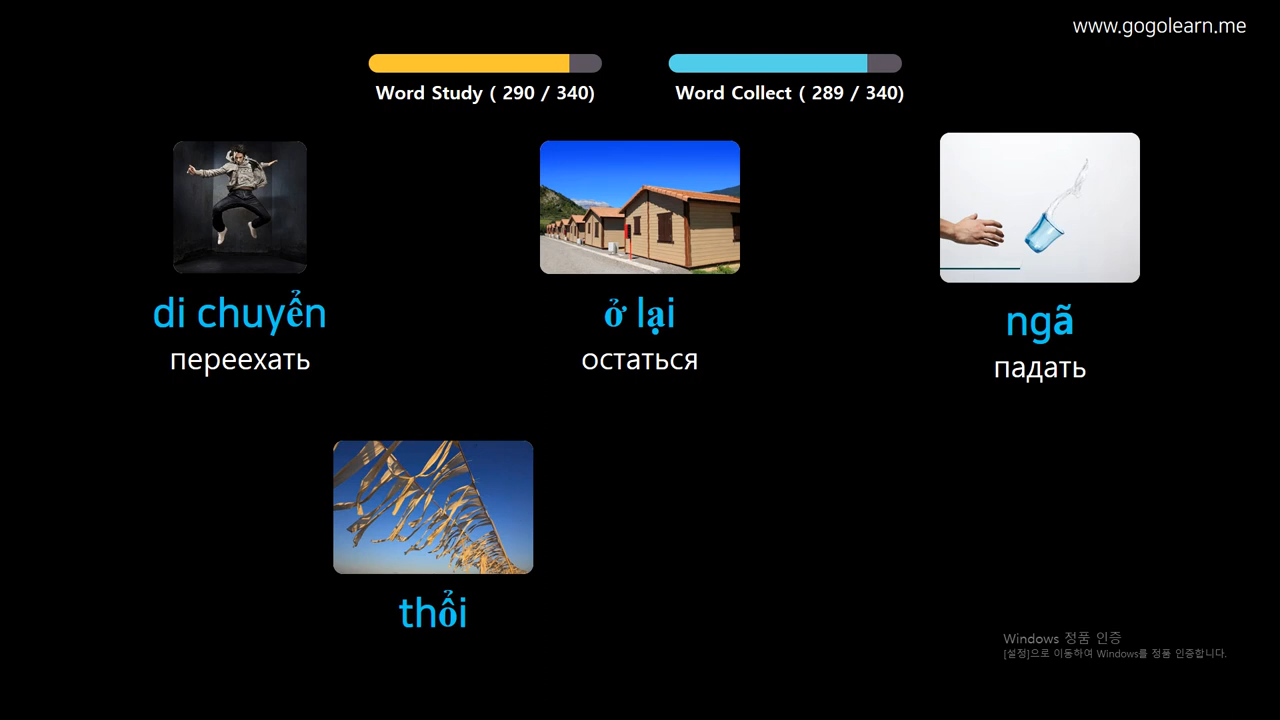 www.gogolearn.me
Word Study ( 290 / 340)
Word Collect ( 289 / 340)
di chuyển
переехать
ở lại
остаться
ngã
падать
thổi
Windows 정품 인증
[설정]으로 이동하여 Windows를 정품 인증합니다.